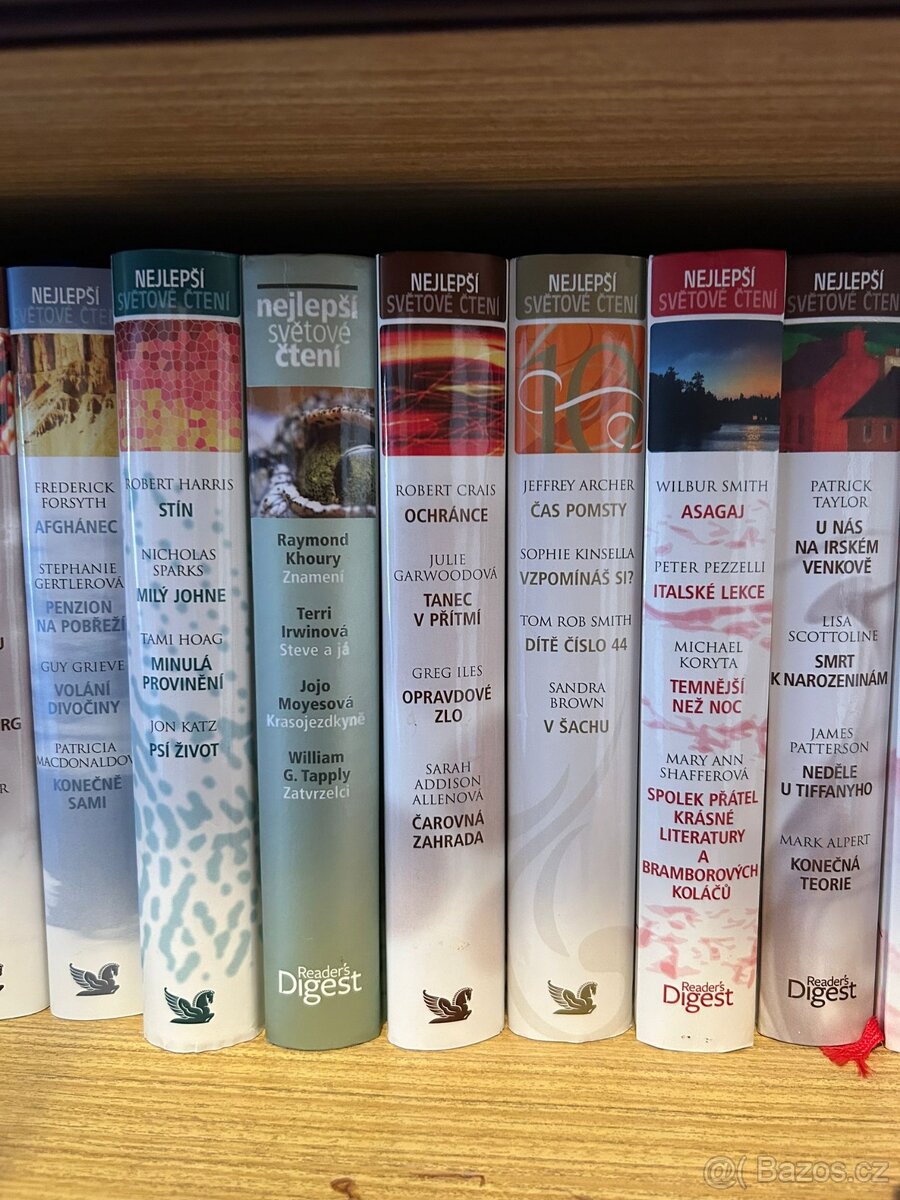 NEJLEPŠÍ
SVĚTOVÉ ČTENÍ
FREDERICK
FORSYTH
AFGHÁNEC
STEPHANIE
GERTLEROVÁ
PENZION
NA POBŘEŽÍ
GUY GRIEVE
VOLÁNÍ
DIVOČINY
PATRICIA
MACDONALDOV
KONEČNĚ
SAMI
NEJLEPŠÍ
SVĚTOVÉ ČTENÍ
ROBERT HARRIS
STÍN
NICHOLAS
SPARKS
MILÝ JOHNE
TAMI HOAG
MINULÁ
PROVINĚNÍ
JON KATZ
PSÍ ŽIVOT
nejlepší
světové
čtení
Raymond
Khoury
Znamení
Terri
Irwinová
Steve a já
Jojo
Moyesová
Krasojezdkyně
William
G. Tapply
Zatvrzelci
Reader's
Digest
NEJLEPŠÍ
SVĚTOVÉ ČTENÍ
ROBERT CRAIS
OCHRÁNCE
JULIE
GARWOODOVÁ
TANEC
V PŘÍTMÍ
GREG ILES
OPRAVDOVÉ
ZLO
SARAH
ADDISON
ALLENOVÁ
ČAROVNÁ
ZAHRADA
NEJLEPŠÍ
SVĚTOVÉ ČTENÍ
10
JEFFREY ARCHER
ČAS POMSTY
SOPHIE KINSELLA
VZPOMÍNÁŠ SI?
TOM ROB SMITH
DÍTĚ ČÍSLO 44
SANDRA
BROWN
V ŠACHU
NEJLEPŠÍ
SVĚTOVÉ ČTENÍ
WILBUR SMITH
ASAGAJ
PETER PEZZELLI
ITALSKÉ LEKCE
MICHAEL
KORYTA
TEMNĚJŠÍ
NEŽ NOC
MARY ANN
SHAFFEROVÁ
SPOLEK PŘÁTEL
KRÁSNÉ
LITERATURY
A
BRAMBOROVÝCH
KOLÁČŮ
Reader's
Digest
NEJLEPŠÍ
SVĚTOVÉ ČTENÍ
PATRICK
TAYLOR
U NÁS
NA IRSKÉM
VENKOVĚ
LISA
SCOTTOLINE
SMRT
K NAROZENINÁM
JAMES
PATTERSON
NEDĚLE
U TIFFANYHO
MARK ALPERT
KONEČNÁ
TEORIE
Reader's
Digest
@( Bazos.cz